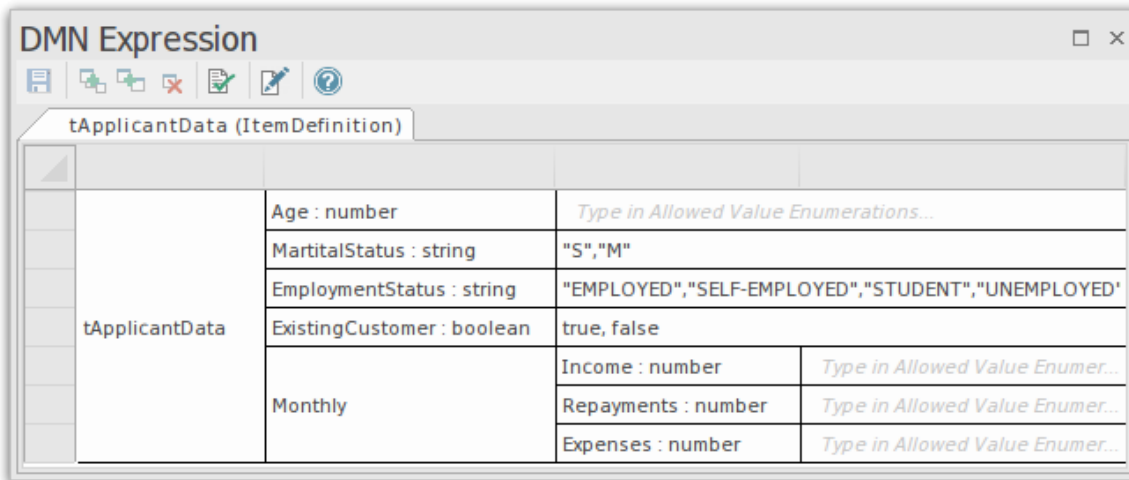 DMN Expression
tApplicantData (ItemDefinition)
Age : number
Type in Allowed Value Enumerations...
MartitalStatus : string
"S","M"
EmploymentStatus : string
"EMPLOYED","SELF-EMPLOYED","STUDENT","UNEMPLOYED"
tApplicantData
ExistingCustomer : boolean
true, false
Monthly
Income : number
Type in Allowed Value Enumer...
Repayments : number
Type in Allowed Value Enumer...
Expenses : number
Type in Allowed Value Enumer...